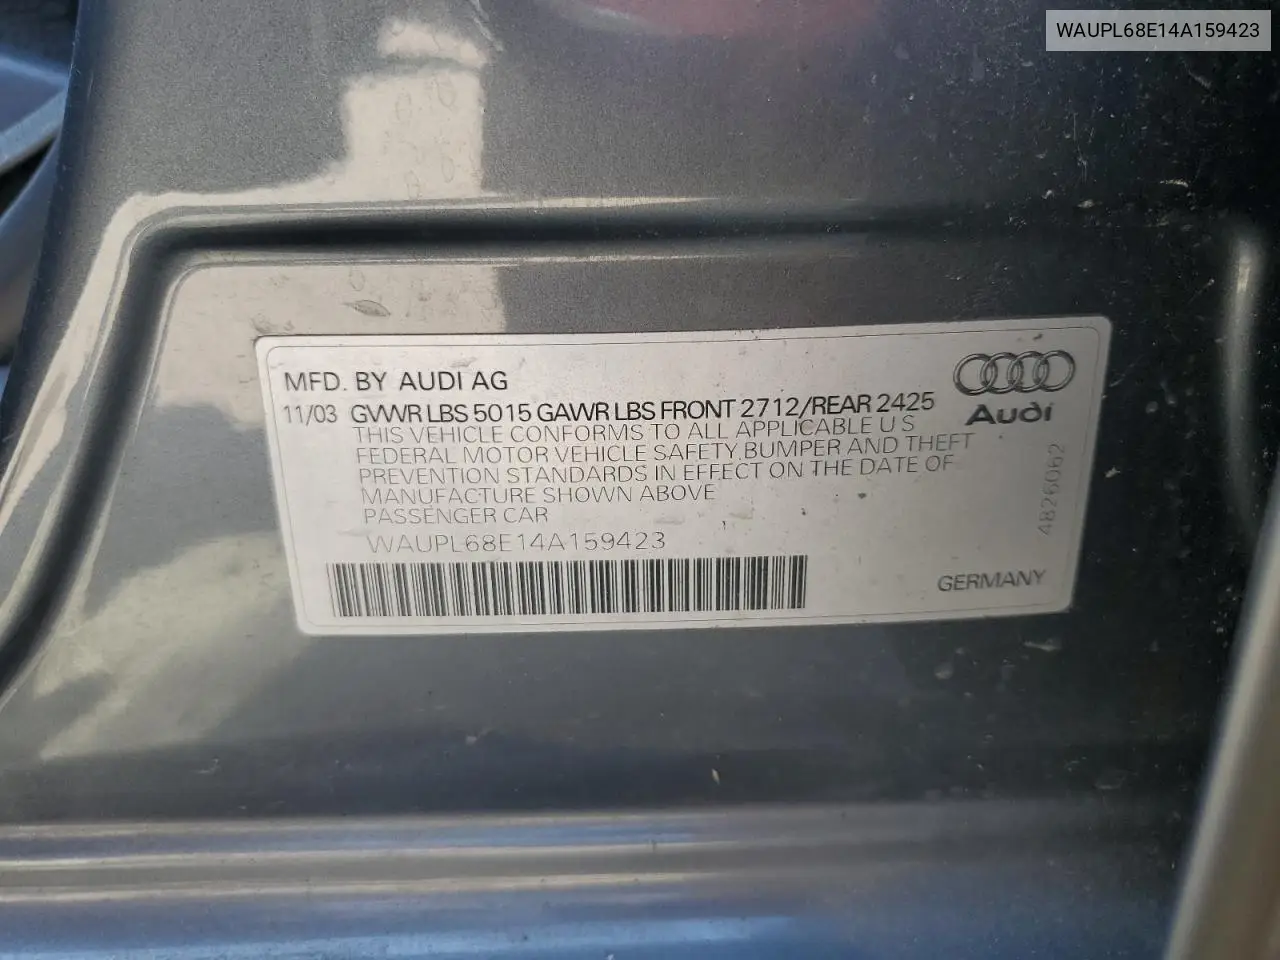 WAUPL68E14A159423
MFD. BY AUDI AG
11/03 GVWR LBS 5015 GAWR LBS FRONT 2712/REAR 2425
Audi
THIS VEHICLE CONFORMS TO ALL APPLICABLE U S
FEDERAL MOTOR VEHICLE SAFETY, BUMPER AND THEFT
PREVENTION STANDARDS IN EFFECT ON THE DATE OF
MANUFACTURE SHOWN ABOVE
PASSENGER CAR
WAUPL68E14A159423
4826062
GERMANY